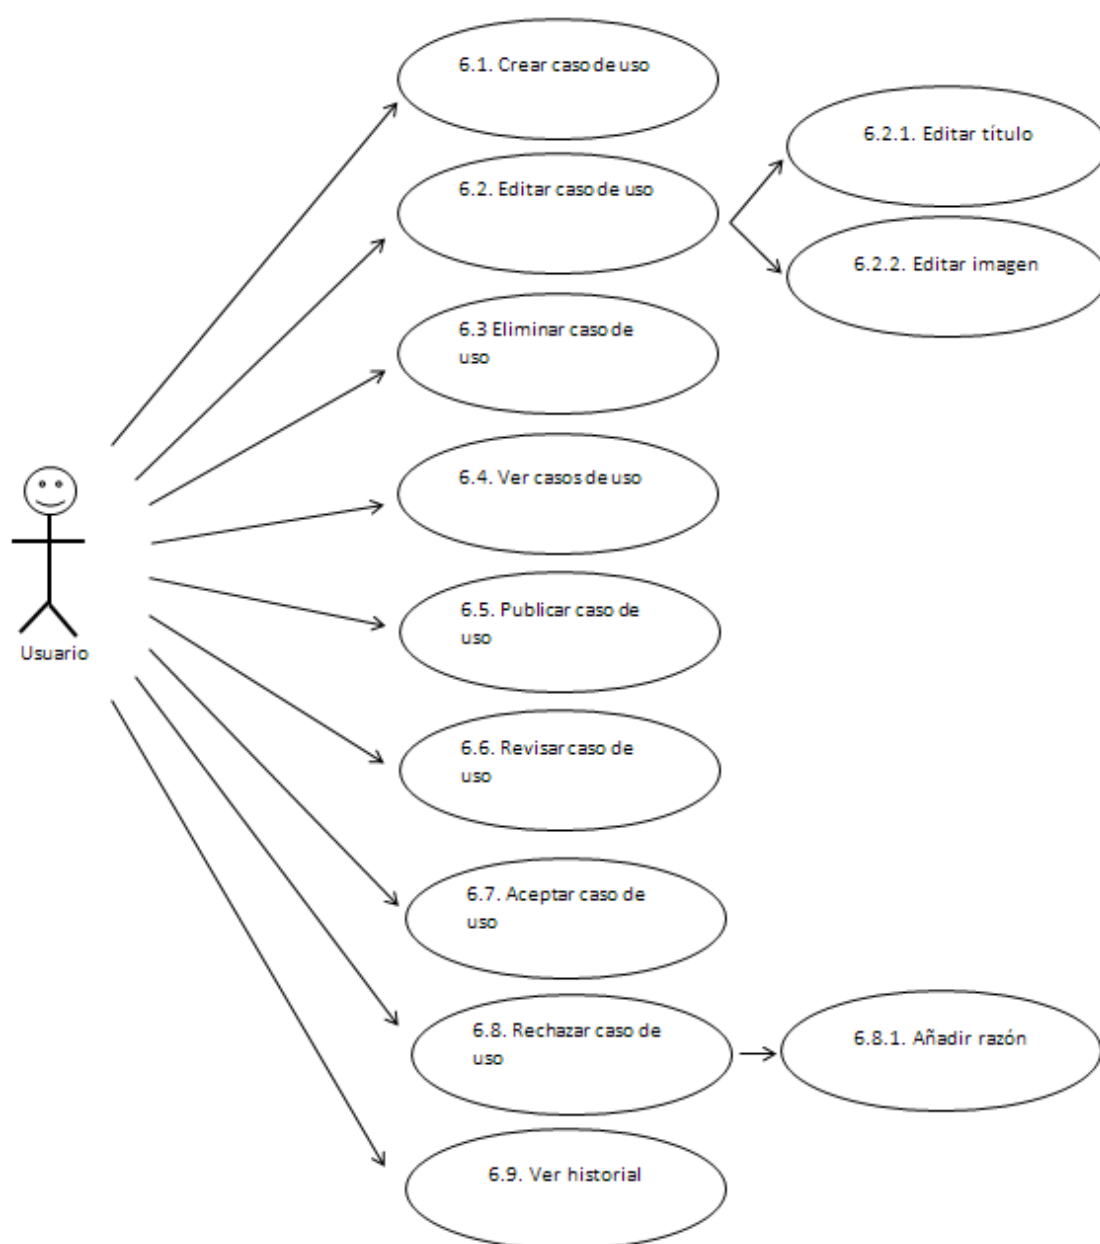 6.1. Crear caso de uso
6.2. Editar caso de uso
6.2.1. Editar título
6.2.2. Editar imagen
6.3 Eliminar caso de
uso
6.4. Ver casos de uso
6.5. Publicar caso de
uso
Usuario
6.6. Revisar caso de
uso
6.7. Aceptar caso de
uso
6.8. Rechazar caso de
uso
6.8.1. Añadir razón
6.9. Ver historial